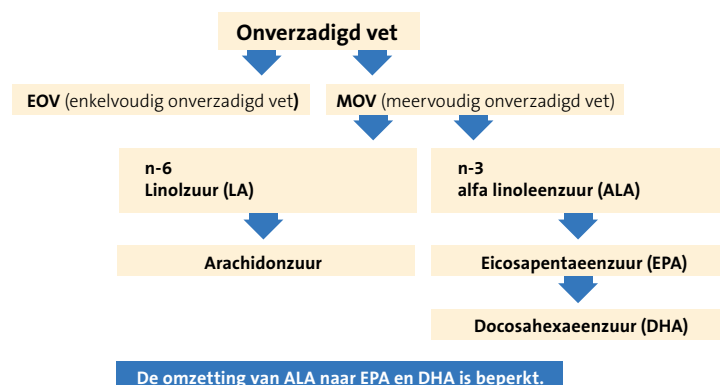 Onverzadigd vet
EOV (enkelvoudig onverzadigd vet)
MOV (meervoudig onverzadigd vet)
n-6
Linolzuur (LA)
n-3
alfa linoleenzuur (ALA)
Arachidonzuur
Eicosapentaeenzuur (EPA)
Docosahexaeenzuur (DHA)
De omzetting van ALA naar EPA en DHA is beperkt.